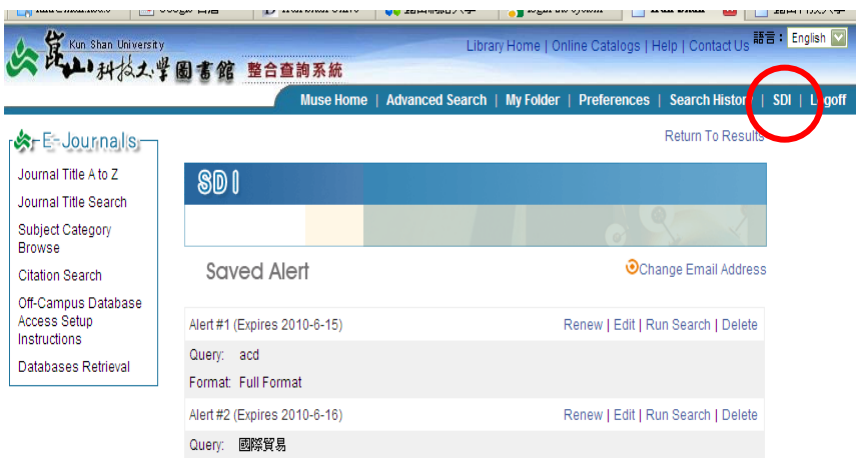 Kun Shan University
崑山科技大學圖書館 整合查詢系統
Library Home | Online Catalogs | Help | Contact Us
語言： English
Muse Home | Advanced Search | My Folder | Preferences | Search History | SDI | Logoff
Return To Results
E-Journals
Journal Title A to Z
Journal Title Search
Subject Category
Browse
Citation Search
Off-Campus Database
Access Setup
Instructions
Databases Retrieval
SDI
Saved Alert
Change Email Address
Alert #1 (Expires 2010-6-15)
Renew | Edit | Run Search | Delete
Query: acd
Format: Full Format
Alert #2 (Expires 2010-6-16)
Renew | Edit | Run Search | Delete
Query: 國際貿易